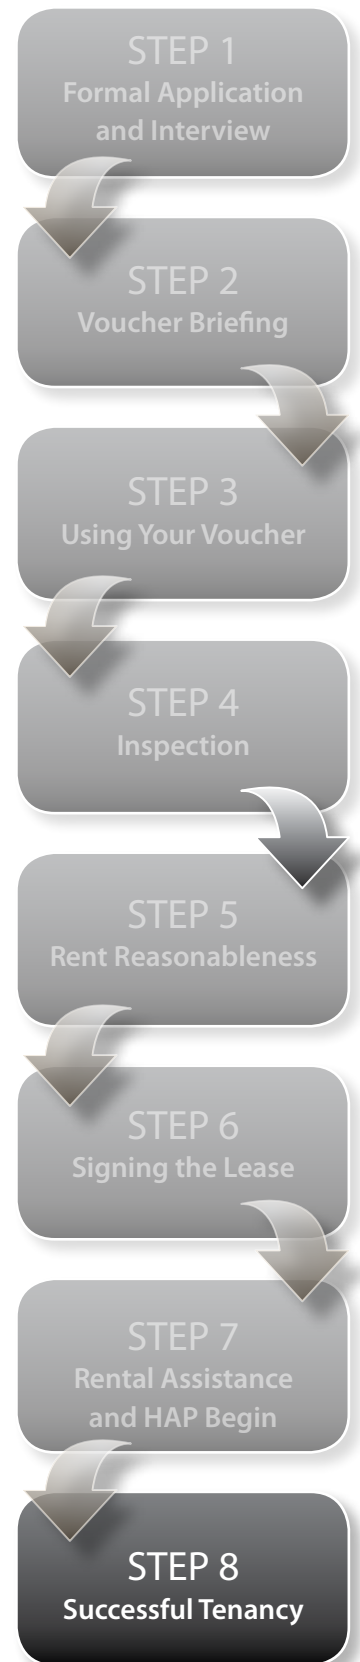 STEP 1
Formal Application
and Interview
STEP 2
Voucher Briefing
STEP 3
Using Your Voucher
STEP 4
Inspection
STEP 5
Rent Reasonableness
STEP 6
Signing the Lease
STEP 7
Rental Assistance
and HAP Begin
STEP 8
Successful Tenancy